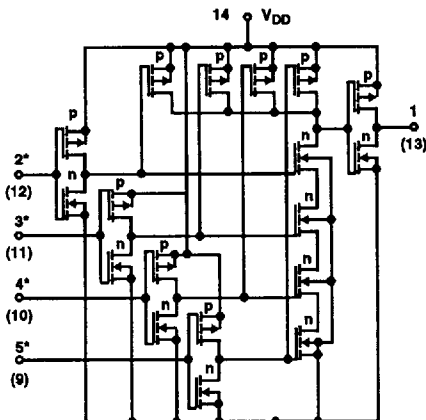 14 VDD
p p p p p
1
(13)
p
n n n
2*
(12)
p
3*
(11)
n n
p
4*
(10)
n n
p
5*
(9)
n n